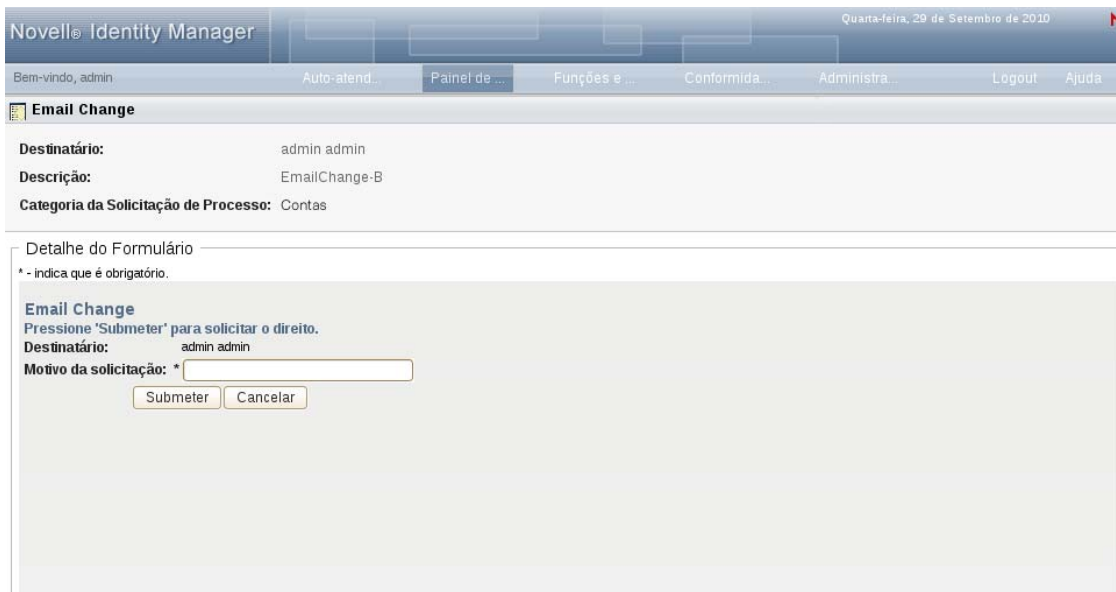 Novell® Identity Manager
Quarta-feira, 29 de Setembro de 2010
Bem-vindo, admin Auto-atend... Painel de ... Funções e ... Conformida... Administra... Logout Ajuda
Email Change
Destinatário: admin admin
Descrição: EmailChange-B
Categoria da Solicitação de Processo: Contas
Detalhe do Formulário
* - indica que é obrigatório.
Email Change
Pressione 'Submeter' para solicitar o direito.
Destinatário: admin admin
Motivo da solicitação: *
Submeter Cancelar